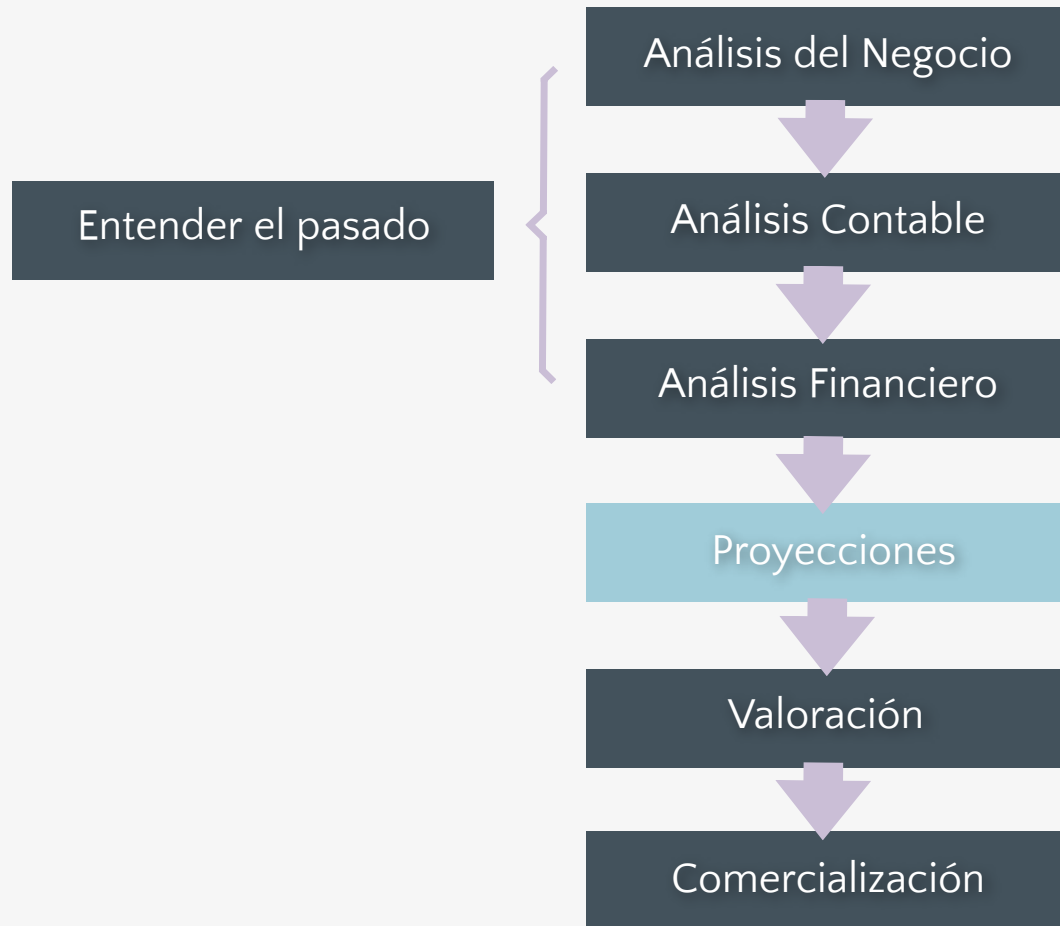 Análisis del Negocio
Entender el pasado
Análisis Contable
Análisis Financiero
Proyecciones
Valoración
Comercialización